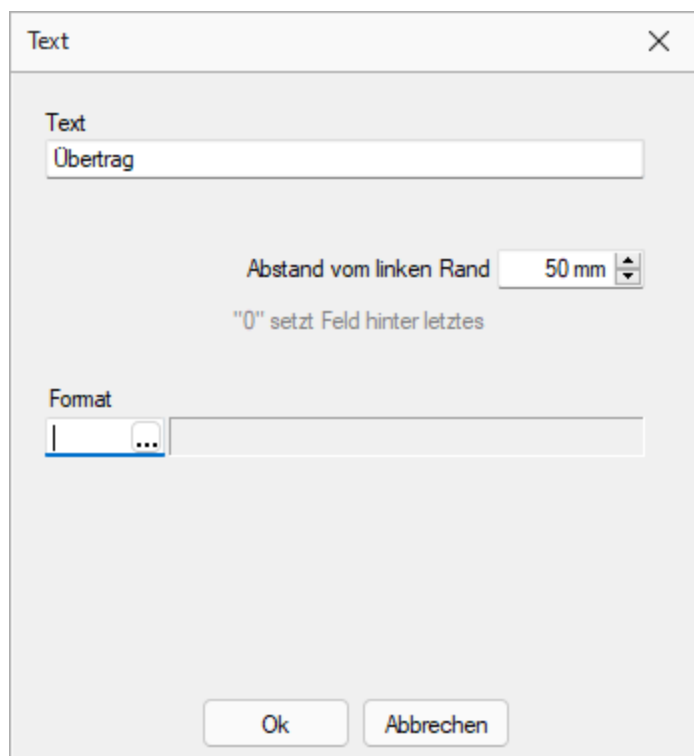 Text
Text
Übertrag
Abstand vom linken Rand 50 mm
"0" setzt Feld hinter letztes
Format
...
Ok Abbrechen